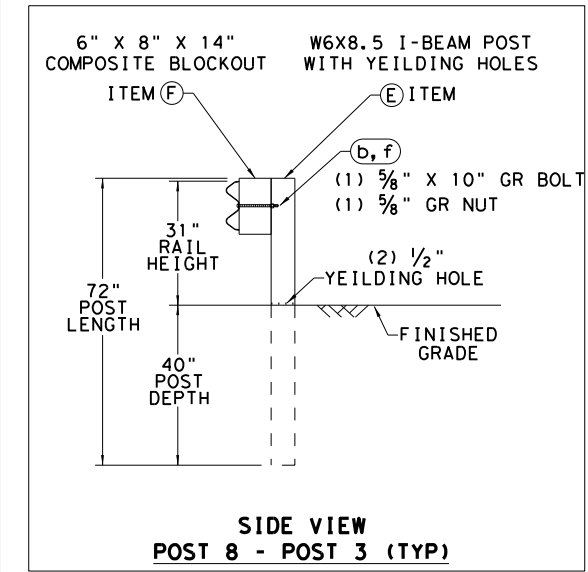 6" X 8" X 14"
COMPOSITE BLOCKOUT
ITEM F
W6X8.5 I-BEAM POST
WITH YEILDING HOLES
E ITEM
b, f
(1) 5/8" X 10" GR BOLT
(1) 5/8" GR NUT
31"
RAIL
HEIGHT
(2) 1/2"
YEILDING HOLE
72"
POST
LENGTH
FINISHED
GRADE
40"
POST
DEPTH
SIDE VIEW
POST 8 - POST 3 (TYP)